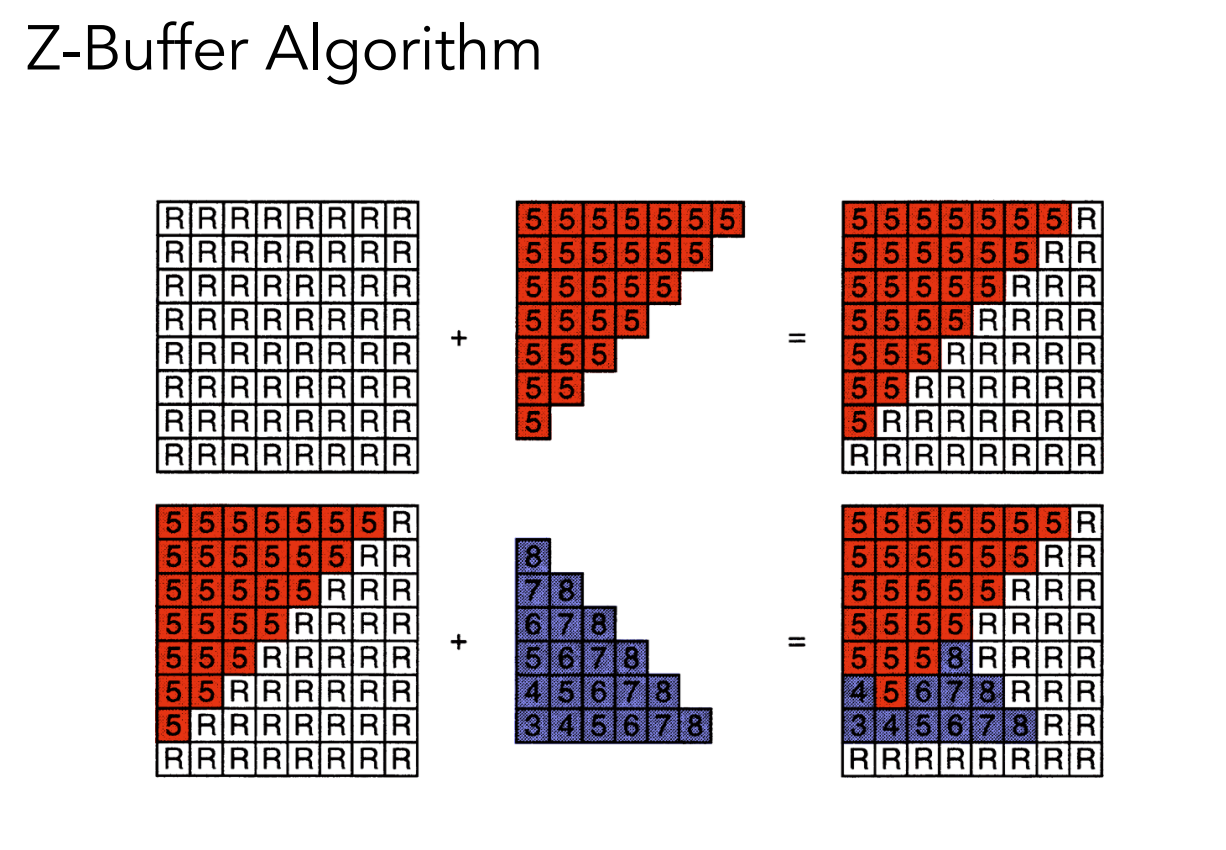 Z-Buffer Algorithm
R R R R R R R R
R R R R R R R R
R R R R R R R R
R R R R R R R R
R R R R R R R R
R R R R R R R R
R R R R R R R R
R R R R R R R R
+
5 5 5 5 5 5 5
5 5 5 5 5 5
5 5 5 5 5
5 5 5 5
5 5 5
5 5
5
=
5 5 5 5 5 5 5 R
5 5 5 5 5 5 R R
5 5 5 5 5 R R R
5 5 5 5 R R R R
5 5 5 R R R R R
5 5 R R R R R R
5 R R R R R R R
R R R R R R R R
5 5 5 5 5 5 5 R
5 5 5 5 5 5 R R
5 5 5 5 5 R R R
5 5 5 5 R R R R
5 5 5 R R R R R
5 5 R R R R R R
5 R R R R R R R
R R R R R R R R
+
8
7 8
6 7 8
5 6 7 8
4 5 6 7 8
3 4 5 6 7 8
=
5 5 5 5 5 5 5 R
5 5 5 5 5 5 R R
5 5 5 5 5 R R R
5 5 5 5 R R R R
5 5 5 8 R R R R
4 5 6 7 8 R R R
3 4 5 6 7 8 R R
R R R R R R R R